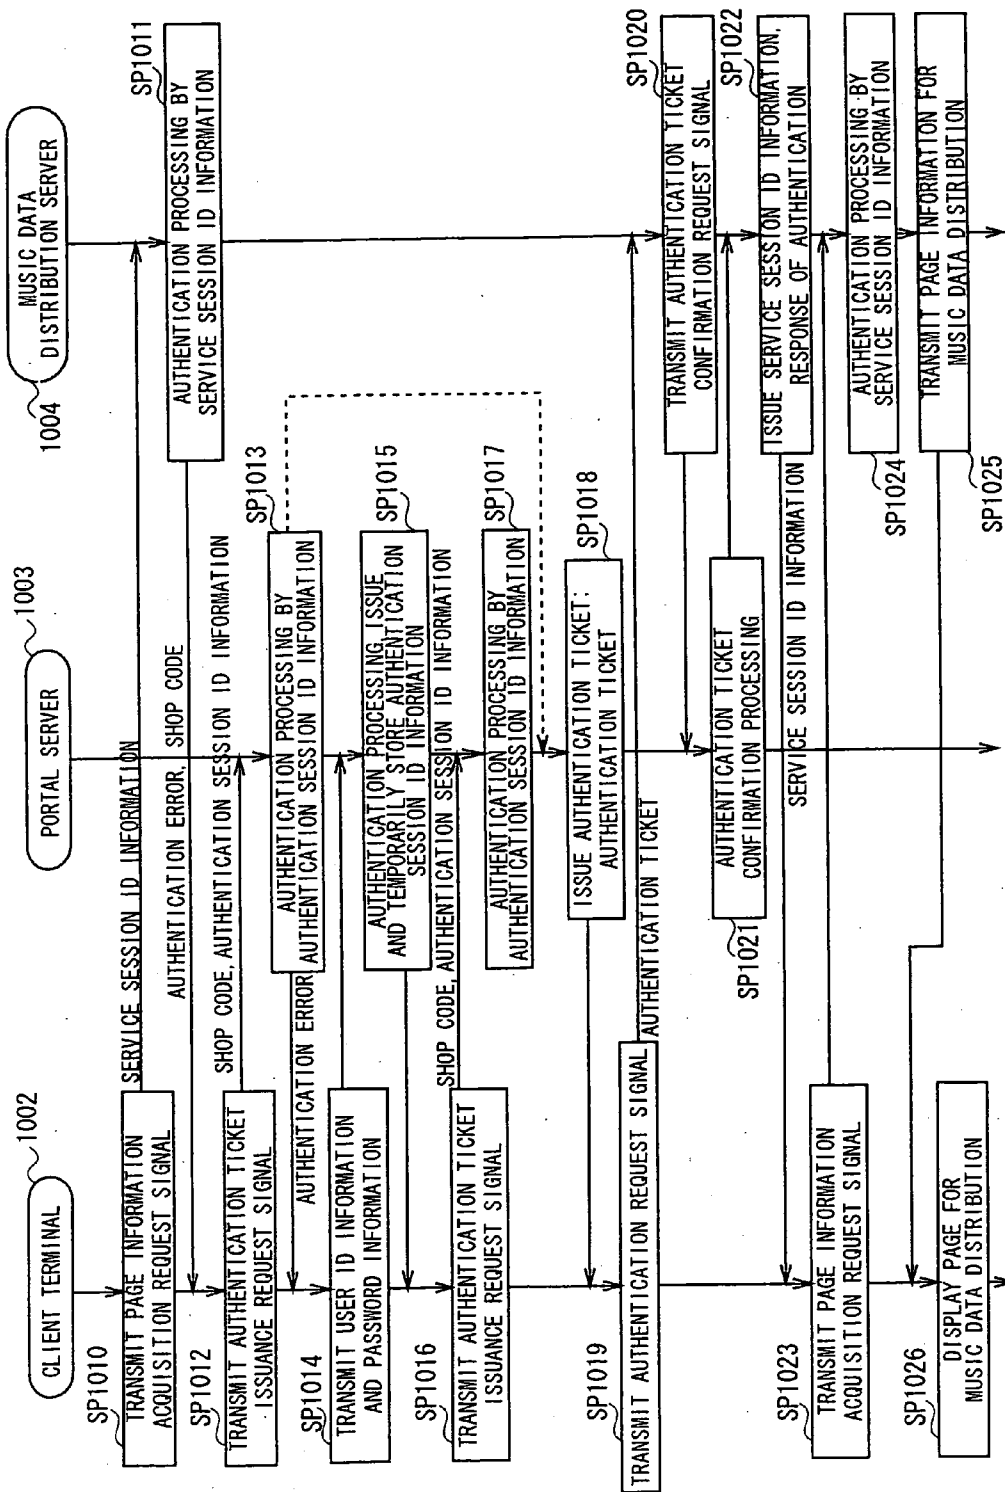 CLIENT TERMINAL
1002
PORTAL SERVER
1003
MUSIC DATA
DISTRIBUTION SERVER
1004
SP1010
TRANSMIT PAGE INFORMATION
ACQUISITION REQUEST SIGNAL
SERVICE SESSION ID INFORMATION
SP1011
AUTHENTICATION PROCESSING BY
SERVICE SESSION ID INFORMATION
AUTHENTICATION ERROR, SHOP CODE
SP1012
TRANSMIT AUTHENTICATION TICKET
ISSUANCE REQUEST SIGNAL
SHOP CODE, AUTHENTICATION SESSION ID INFORMATION
SP1013
AUTHENTICATION PROCESSING BY
AUTHENTICATION SESSION ID INFORMATION
AUTHENTICATION ERROR
SP1014
TRANSMIT USER ID INFORMATION
AND PASSWORD INFORMATION
SP1015
AUTHENTICATION PROCESSING, ISSUE
AND TEMPORARILY STORE AUTHENTICATION
SESSION ID INFORMATION
SP1016
TRANSMIT AUTHENTICATION TICKET
ISSUANCE REQUEST SIGNAL
SHOP CODE, AUTHENTICATION SESSION ID INFORMATION
SP1017
AUTHENTICATION PROCESSING BY
AUTHENTICATION SESSION ID INFORMATION
SP1018
ISSUE AUTHENTICATION TICKET:
AUTHENTICATION TICKET
SP1019
TRANSMIT AUTHENTICATION REQUEST SIGNAL
AUTHENTICATION TICKET
SP1020
TRANSMIT AUTHENTICATION TICKET
CONFIRMATION REQUEST SIGNAL
SP1021
AUTHENTICATION TICKET
CONFIRMATION PROCESSING
SP1022
ISSUE SERVICE SESSION ID INFORMATION,
RESPONSE OF AUTHENTICATION
SERVICE SESSION ID INFORMATION
SP1023
TRANSMIT PAGE INFORMATION
ACQUISITION REQUEST SIGNAL
SP1024
AUTHENTICATION PROCESSING BY
SERVICE SESSION ID INFORMATION
SP1025
TRANSMIT PAGE INFORMATION FOR
MUSIC DATA DISTRIBUTION
SP1026
DISPLAY PAGE FOR
MUSIC DATA DISTRIBUTION